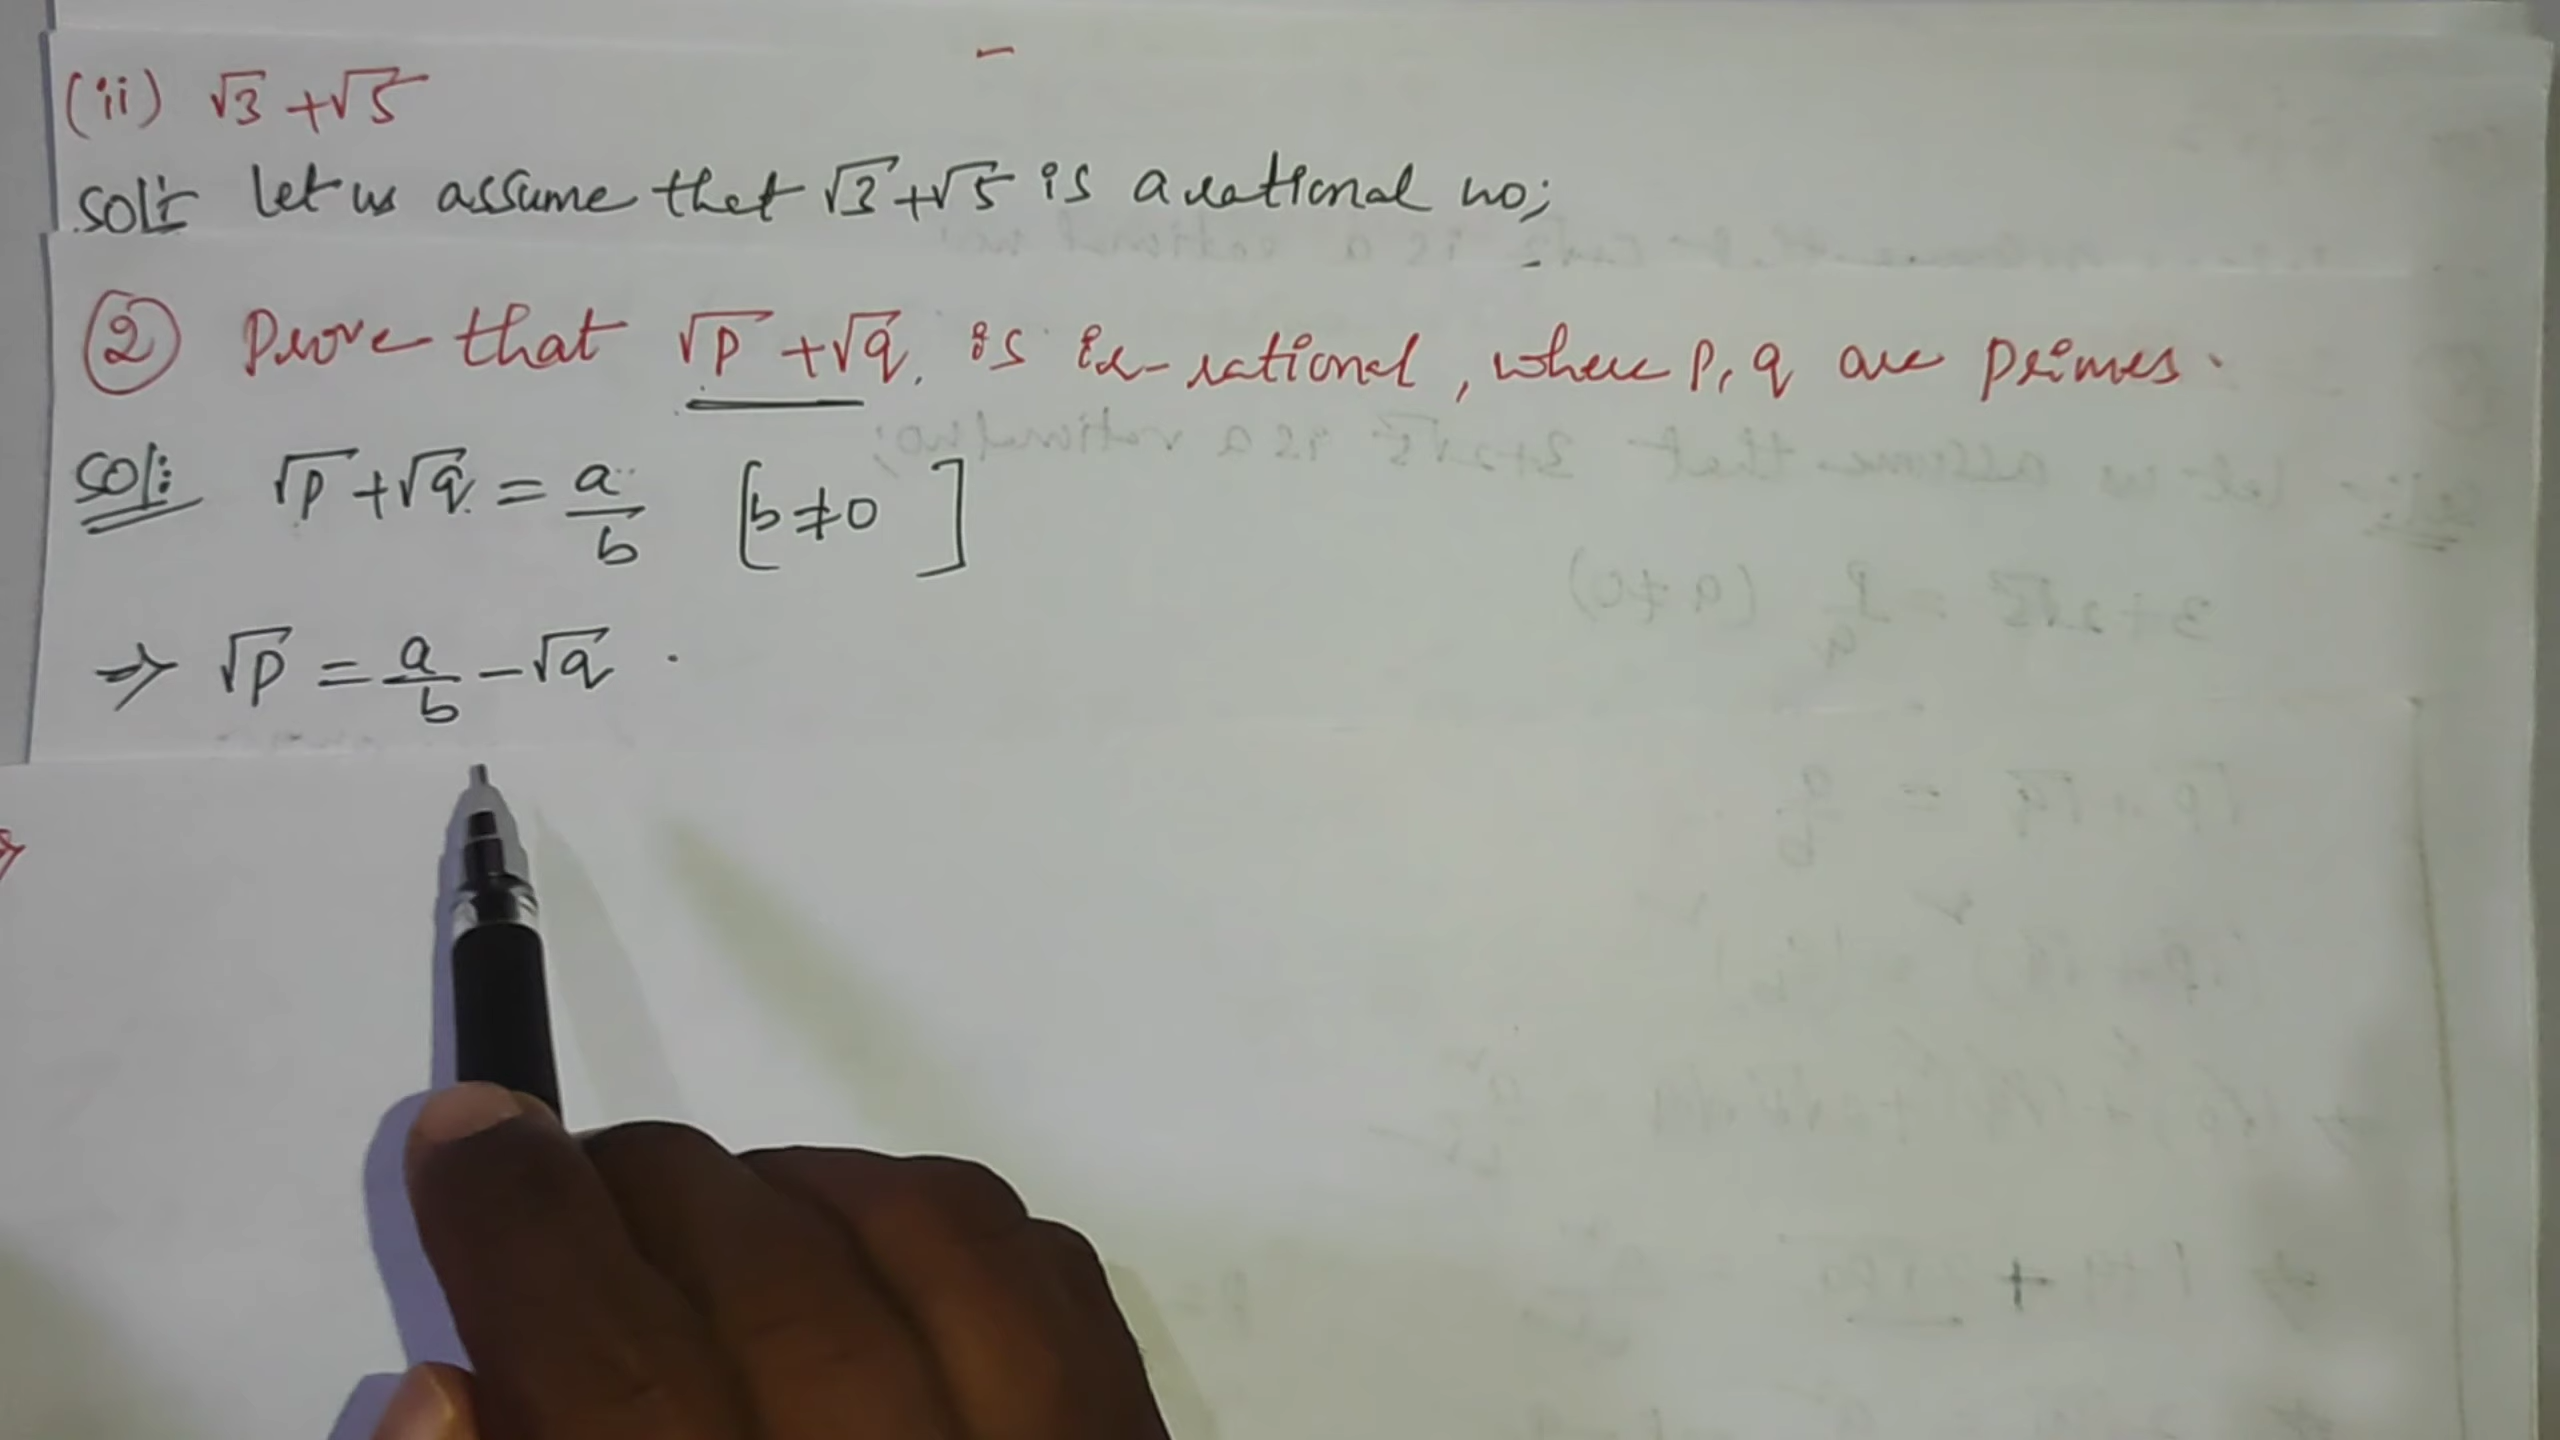 (ii) √3 + √5
Sol:- Let us assume that √3 + √5 is a rational no;
② Prove that √p + √q is ir-rational, where p, q are primes.
Sol: √p + √q = a/b [b≠0 ]
⇒ √p = a/b - √q .